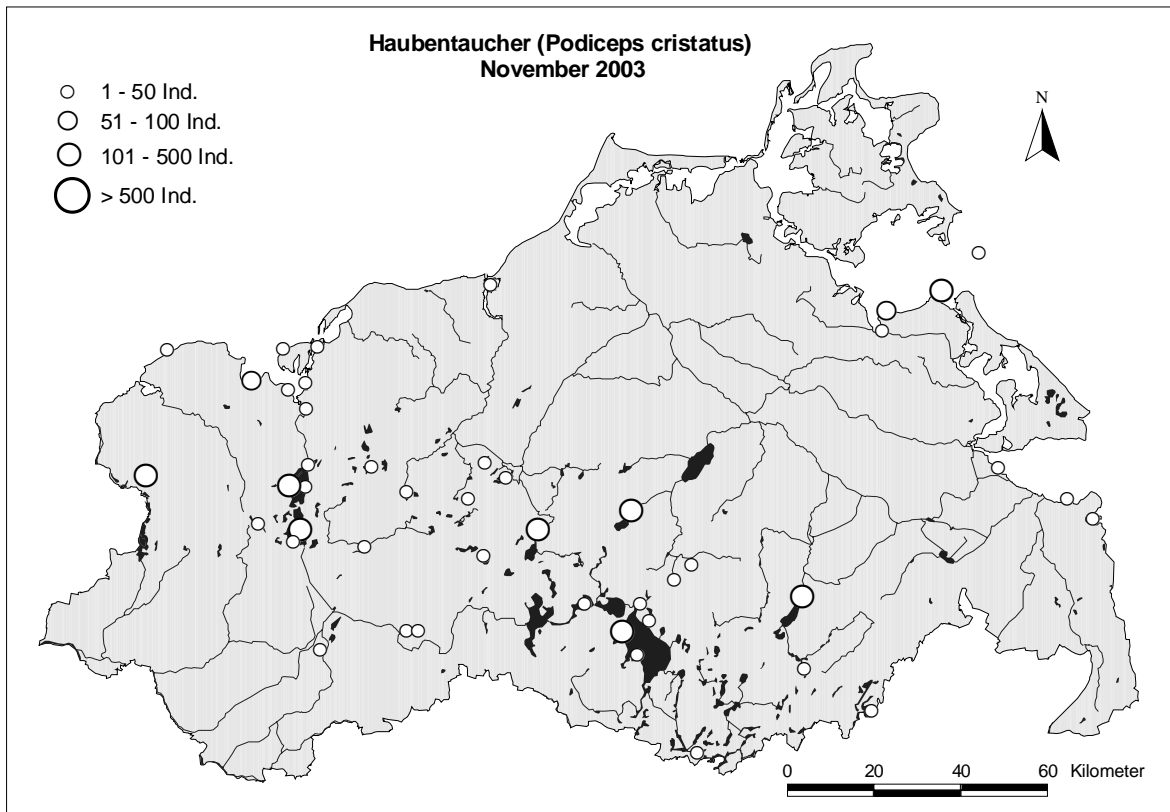 Haubentaucher (Podiceps cristatus)
November 2003
1 - 50 Ind.
51 - 100 Ind.
101 - 500 Ind.
> 500 Ind.
N
0 20 40 60 Kilometer